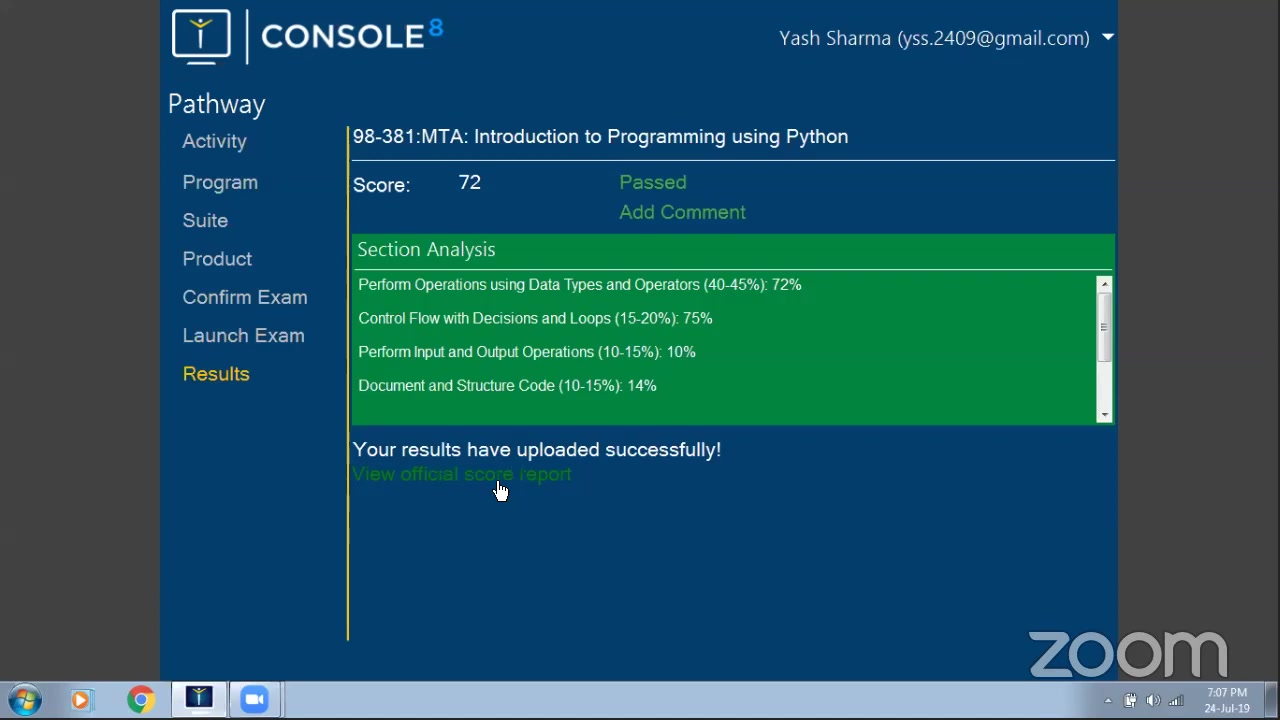 CONSOLE 8
Yash Sharma (yss.2409@gmail.com)
Pathway
Activity
Program
Suite
Product
Confirm Exam
Launch Exam
Results
98-381:MTA: Introduction to Programming using Python
Score: 72 Passed
Add Comment
Section Analysis
Perform Operations using Data Types and Operators (40-45%): 72%
Control Flow with Decisions and Loops (15-20%): 75%
Perform Input and Output Operations (10-15%): 10%
Document and Structure Code (10-15%): 14%
Your results have uploaded successfully!
View official score report
zoom
7:07 PM
24-Jul-19